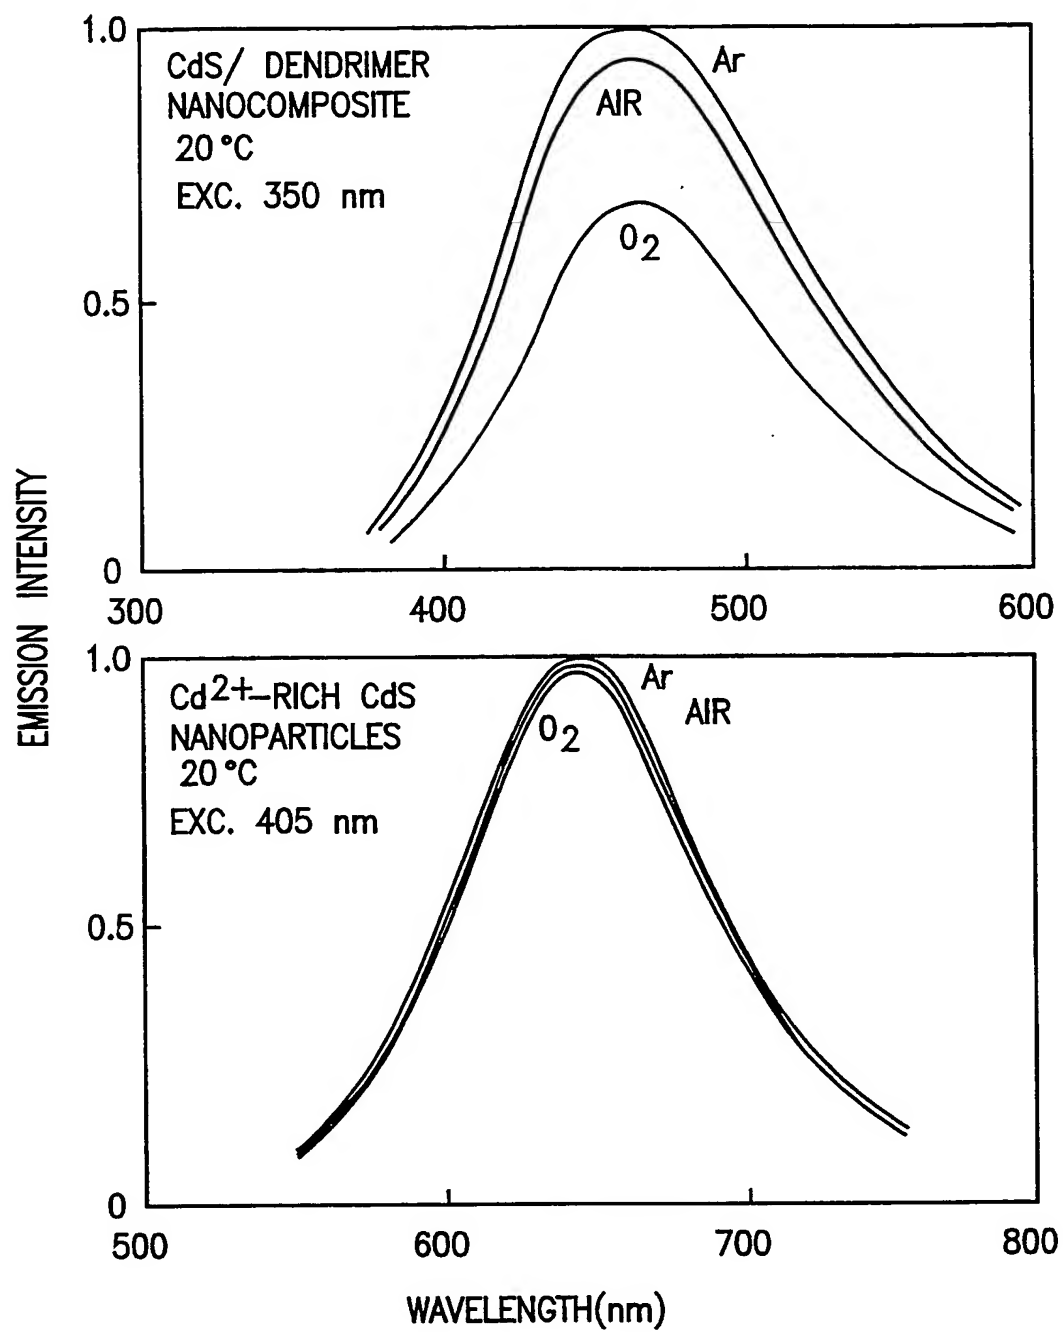 1.0
CdS/ DENDRIMER
NANOCOMPOSITE
20°C
EXC. 350 nm
Ar
AIR
O2
0.5
0
300
400
500
600
EMISSION INTENSITY
1.0
Cd2+-RICH CdS
NANOPARTICLES
20°C
EXC. 405 nm
Ar
AIR
O2
0.5
0
500
600
700
800
WAVELENGTH(nm)